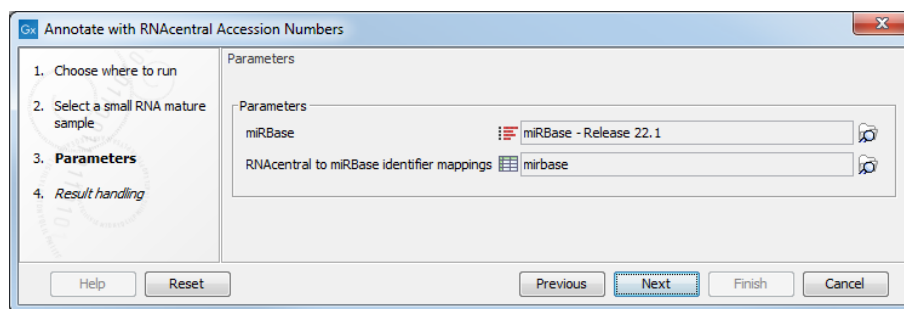 Gx Annotate with RNAcentral Accession Numbers
1. Choose where to run
2. Select a small RNA mature
sample
3. Parameters
4. Result handling
Parameters
Parameters
miRBase miRBase - Release 22.1
RNAcentral to miRBase identifier mappings mirbase
Help Reset Previous Next Finish Cancel